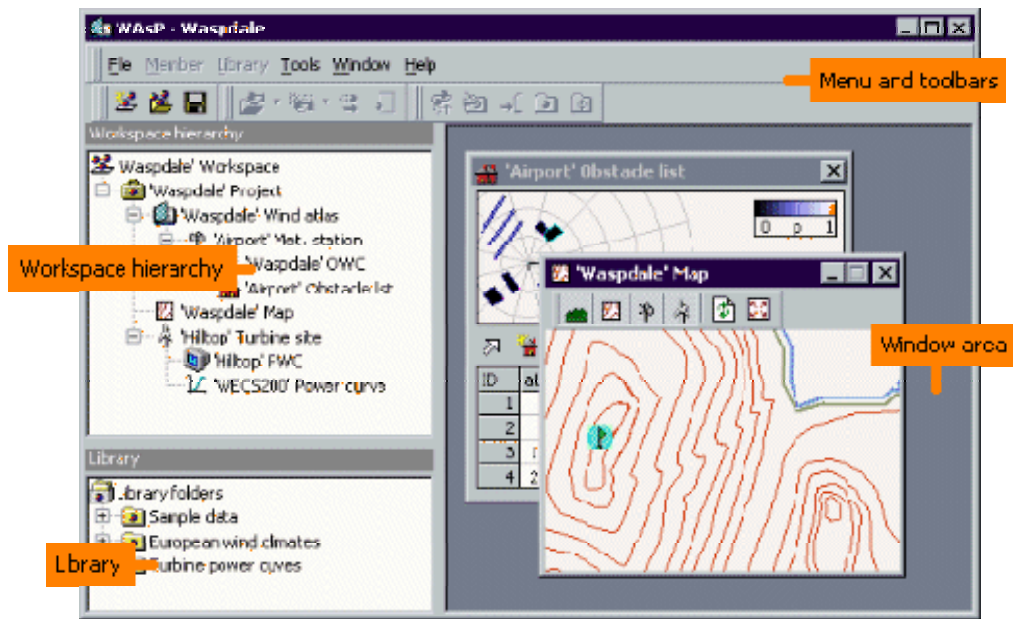 WAsP - Waspdale
File Member Library Tools Window Help
Menu and toolbars
Workspace hierarchy
'Waspdale' Workspace
'Waspdale' Project
'Waspdale' Wind atlas
'Airport' Met. station
'Waspdale' OWC
'Airport' Obstacle list
'Waspdale' Map
'Hilltop' Turbine site
'Hilltop' PWC
'WECS200' Power curve
Workspace hierarchy
Library
Library folders
Sample data
European wind climates
Turbine power curves
Library
'Airport' Obstacle list
0 p 1
ID
1
2
3
4 2
'Waspdale' Map
Window area